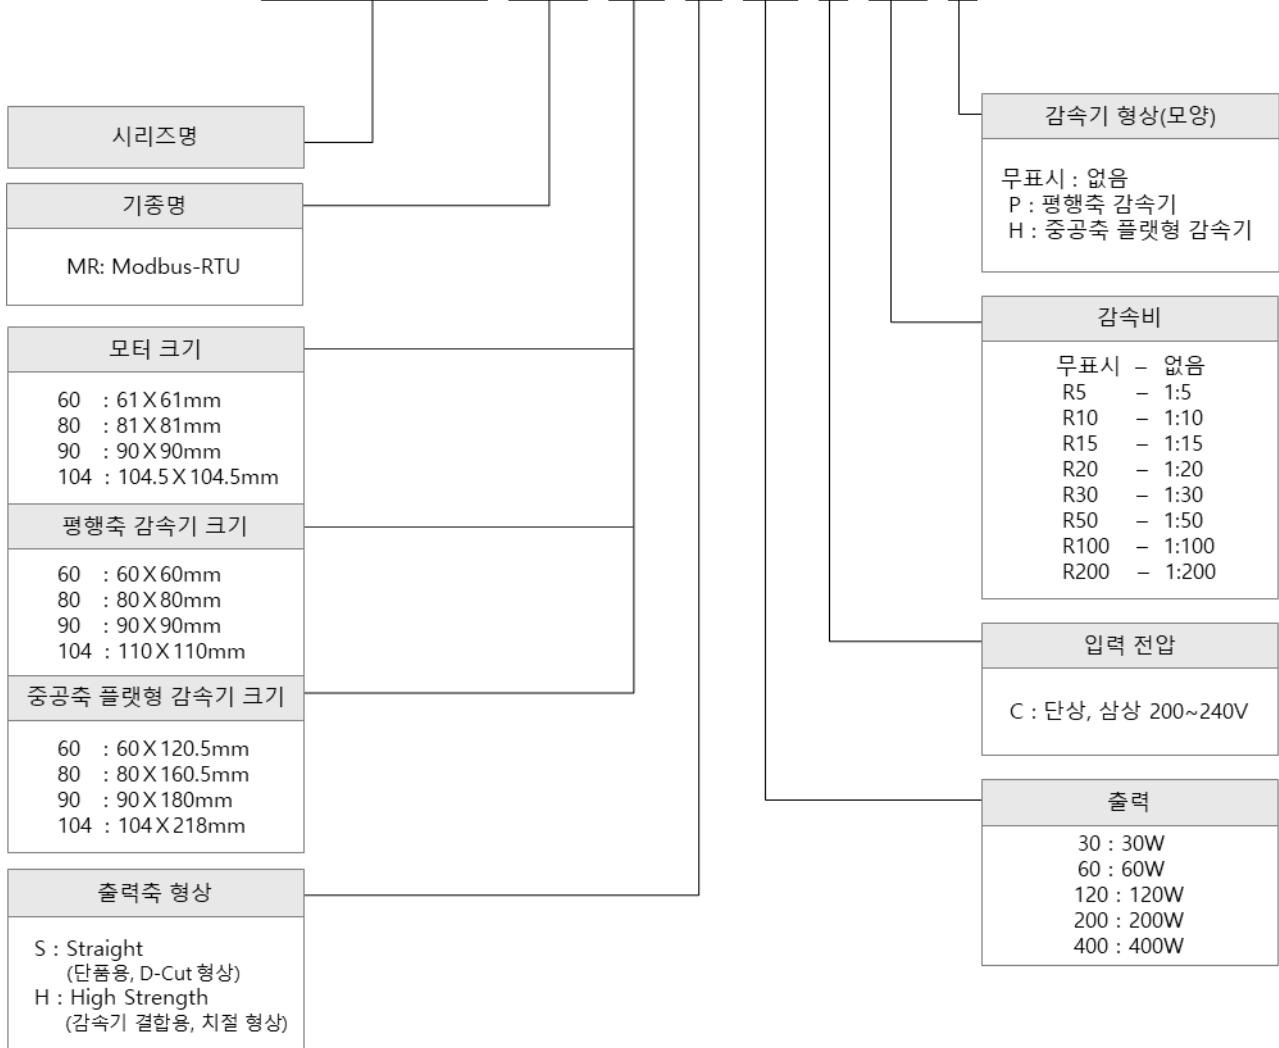 시리즈명
기종명
MR: Modbus-RTU
모터 크기
60 : 61X61mm
80 : 81X81mm
90 : 90X90mm
104 : 104.5X104.5mm
평행축 감속기 크기
60 : 60X60mm
80 : 80X80mm
90 : 90X90mm
104 : 110X110mm
중공축 플랫형 감속기 크기
60 : 60X120.5mm
80 : 80X160.5mm
90 : 90X180mm
104 : 104X218mm
출력축 형상
S : Straight
(단품용, D-Cut 형상)
H : High Strength
(감속기 결합용, 치절 형상)
감속기 형상(모양)
무표시 : 없음
P : 평행축 감속기
H : 중공축 플랫형 감속기
감속비
무표시 – 없음
R5 – 1:5
R10 – 1:10
R15 – 1:15
R20 – 1:20
R30 – 1:30
R50 – 1:50
R100 – 1:100
R200 – 1:200
입력 전압
C : 단상, 삼상 200~240V
출력
30 : 30W
60 : 60W
120 : 120W
200 : 200W
400 : 400W